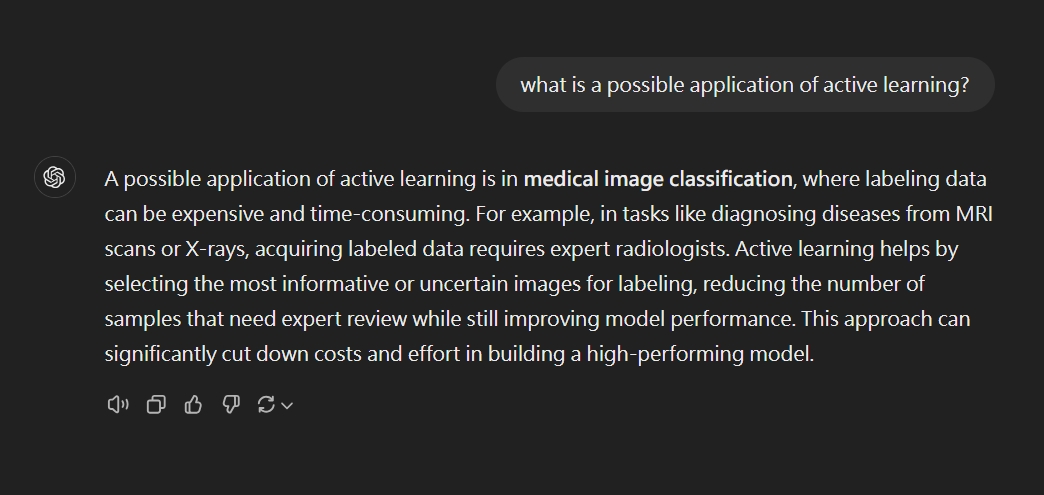 what is a possible application of active learning?
A possible application of active learning is in medical image classification, where labeling data
can be expensive and time-consuming. For example, in tasks like diagnosing diseases from MRI
scans or X-rays, acquiring labeled data requires expert radiologists. Active learning helps by
selecting the most informative or uncertain images for labeling, reducing the number of
samples that need expert review while still improving model performance. This approach can
significantly cut down costs and effort in building a high-performing model.